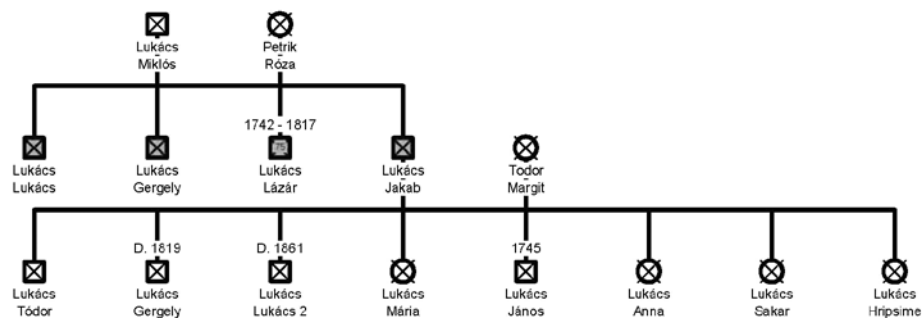 Lukács
Miklós
Petrik
Róza
1742 - 1817
75
Lukács
Lukács
Lukács
Gergely
Lukács
Lázár
Lukács
Jakab
Todor
Margit
D. 1819
D. 1861
1745
Lukács
Tódor
Lukács
Gergely
Lukács
Lukács 2
Lukács
Mária
Lukács
János
Lukács
Anna
Lukács
Sakar
Lukács
Hripsime